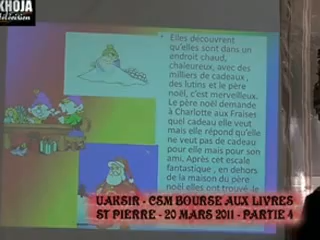 KHOJA
Elles decouvrent
qu'elles sont dans un
endroit chaud,
chaleureux, avec des
milliers de cadeaux ,
des lutins et le père
noël, c'est merveilleux.
Le père noël demande
à Charlotte aux Fraises
quel cadeau elle veut
mais elle répond qu'elle
ne veut pas de cadeau
pour elle mais pour son
ami. Après cet escale
fantastique , en dehors
de la maison du père
noël elles ont trouvé le
UAKSIR - CSM BOURSE AUX LIVRES
ST PIERRE - 20 MARS 2011 - PARTIE 4